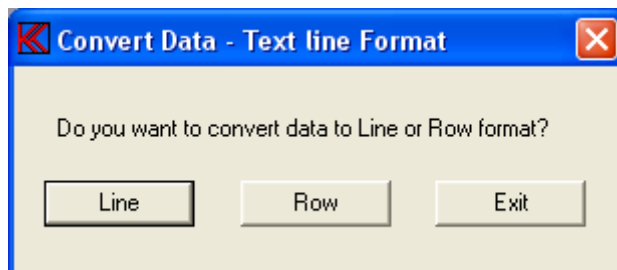 Convert Data - Text line Format
Do you want to convert data to Line or Row format?
Line Row Exit